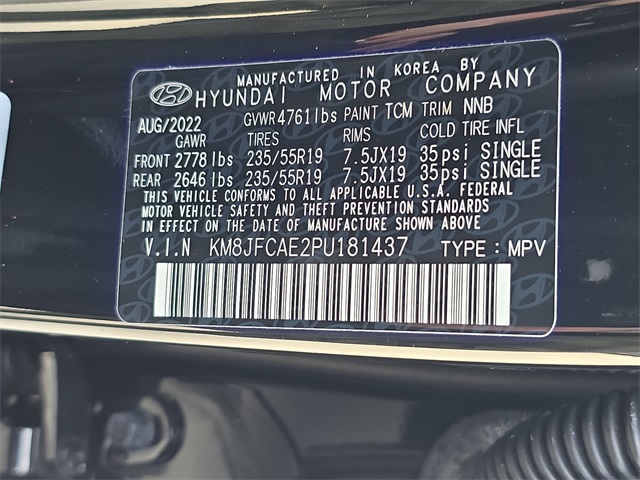 MANUFACTURED IN KOREA BY
HYUNDAI MOTOR COMPANY
AUG/2022 GVWR 4761lbs PAINT TCM TRIM NNB
GAWR TIRES RIMS COLD TIRE INFL
FRONT 2778 lbs 235/55R19 7.5JX19 35psi SINGLE
REAR 2646 lbs 235/55R19 7.5JX19 35psi SINGLE
THIS VEHICLE CONFORMS TO ALL APPLICABLE U.S.A. FEDERAL
MOTOR VEHICLE SAFETY AND THEFT PREVENTION STANDARDS
IN EFFECT ON THE DATE OF MANUFACTURE SHOWN ABOVE.
V.I.N KM8JFCAE2PU181437 TYPE : MPV